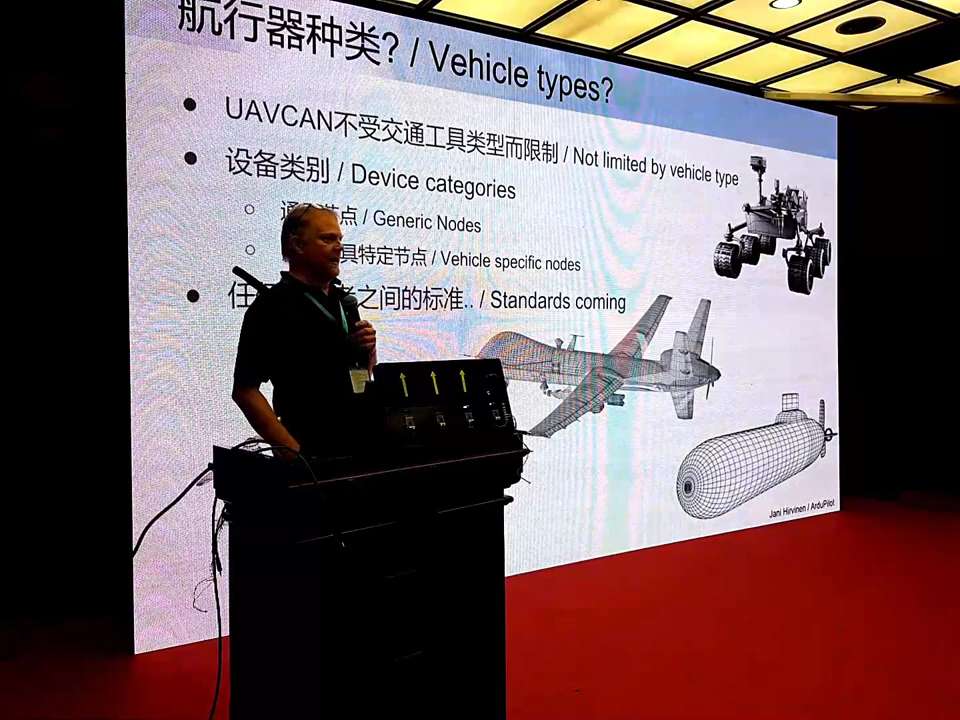 航行器种类? / Vehicle types?
UAVCAN不受交通工具类型而限制 / Not limited by vehicle type
设备类别 / Device categories
通 点 / Generic Nodes
具特定节点 / Vehicle specific nodes
任 之间的标准.. / Standards coming
Jani Hirvinen / ArduPilot